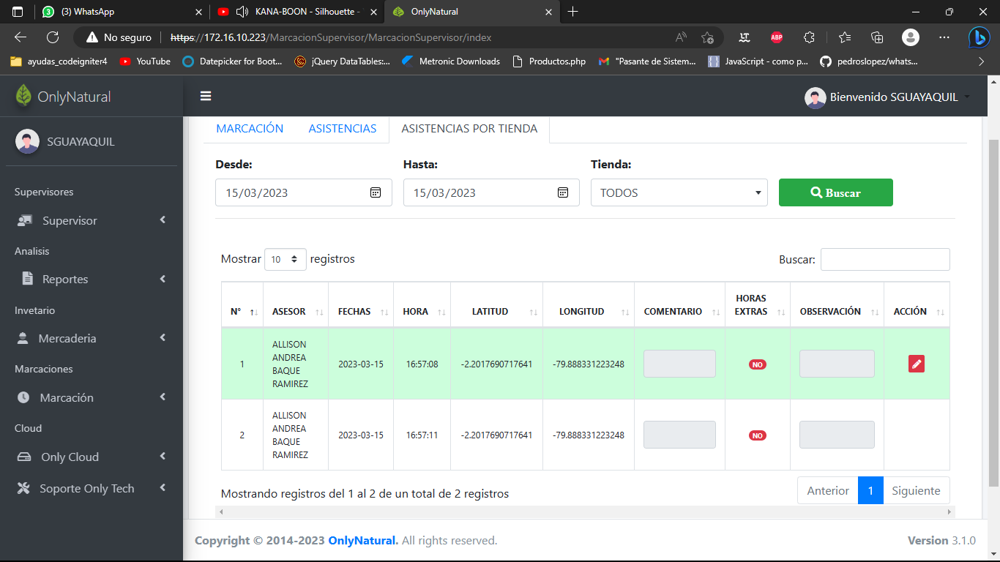 (3) WhatsApp
KANA-BOON - Silhouette -
OnlyNatural
No seguro
https://172.16.10.223/MarcacionSupervisor/MarcacionSupervisor/index
ayudas_codeigniter4
YouTube
Datepicker for Boot...
jQuery DataTables:...
Metronic Downloads
Productos.php
"Pasante de Sistem...
JavaScript - como p...
pedroslopez/whats...
OnlyNatural
Bienvenido SGUAYAQUIL
SGUAYAQUIL
Supervisores
Supervisor
Analisis
Reportes
Invetario
Mercaderia
Marcaciones
Marcación
Cloud
Only Cloud
Soporte Only Tech
MARCACIÓN ASISTENCIAS ASISTENCIAS POR TIENDA
Desde: Hasta: Tienda:
15/03/2023 15/03/2023 TODOS Buscar
Mostrar 10 registros Buscar:
N° ASESOR FECHAS HORA LATITUD LONGITUD COMENTARIO HORAS EXTRAS OBSERVACIÓN ACCIÓN
1 ALLISON ANDREA BAQUE RAMIREZ 2023-03-15 16:57:08 -2.2017690717641 -79.888331223248 NO
2 ALLISON ANDREA BAQUE RAMIREZ 2023-03-15 16:57:11 -2.2017690717641 -79.888331223248 NO
Mostrando registros del 1 al 2 de un total de 2 registros
Anterior 1 Siguiente
Copyright © 2014-2023 OnlyNatural. All rights reserved.
Version 3.1.0